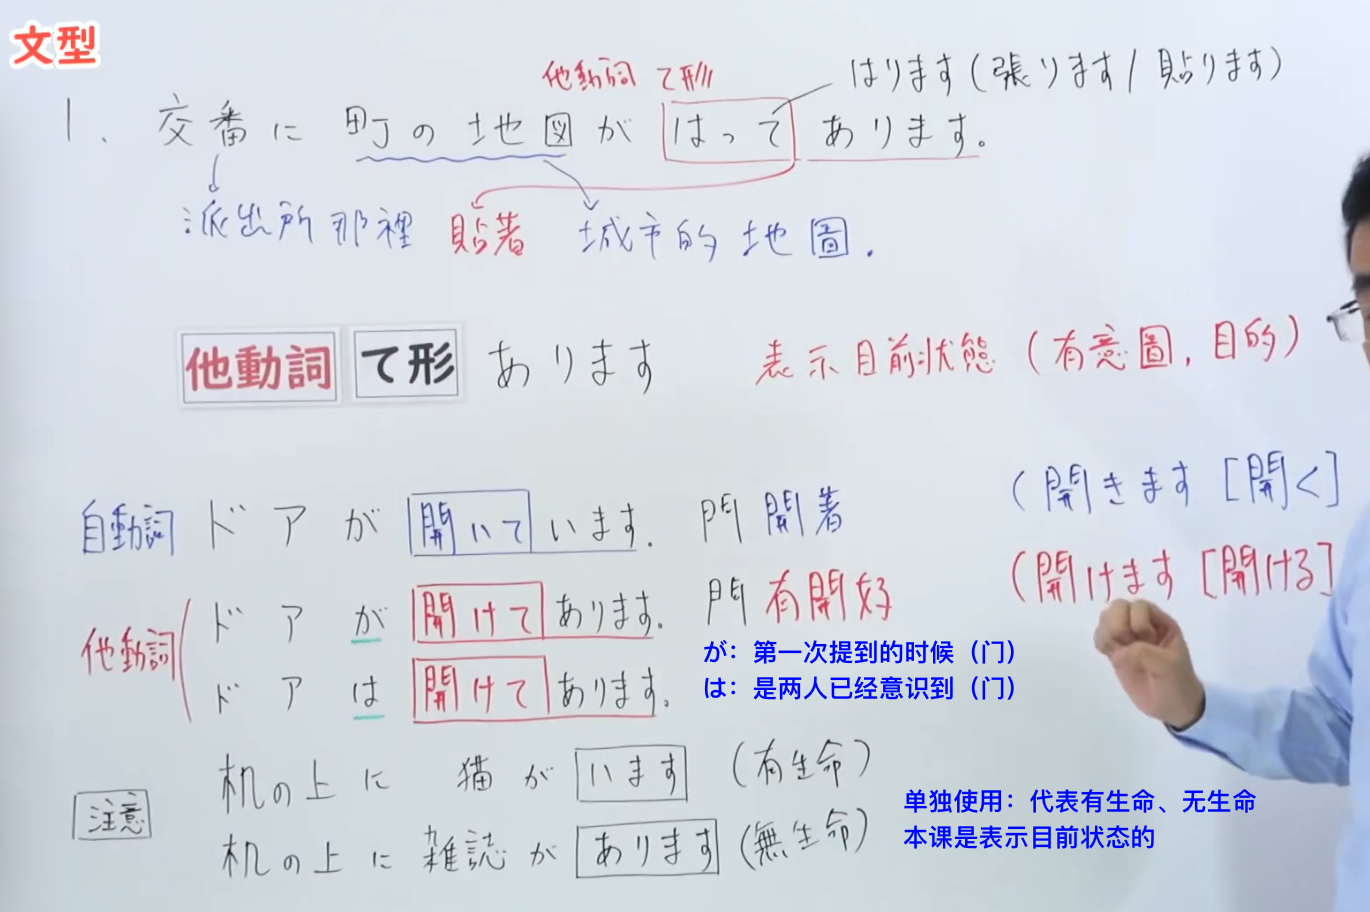 文型
他動詞 て形
はります(張ります/貼ります)
1. 交番に 町の地図が はって あります。
派出所那裡 貼著 城市的地圖.
他動詞 て形 あります 表示目前狀態(有意圖,目的)
自動詞 ドアが 開いて います. 門開著 (開きます [開く]
他動詞 ドアが 開けて あります. 門有開好 (開けます [開ける]
ドアは 開けて あります.
が：第一次提到的时候（门）
は：是两人已经意识到（门）
注意 机の上に 猫が います (有生命)
机の上に 雑誌が あります (無生命)
单独使用：代表有生命、无生命
本课是表示目前状态的